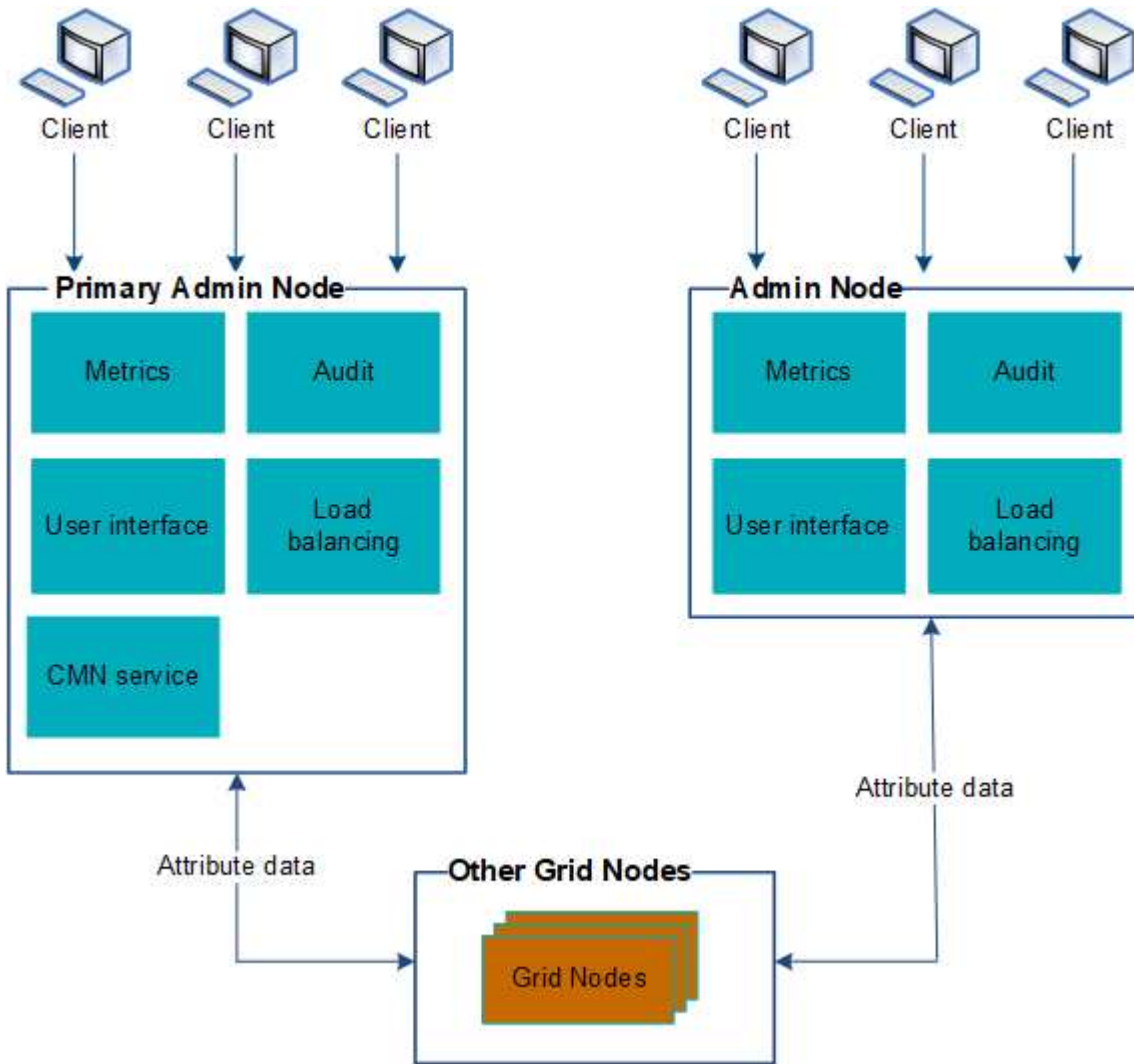 Client
Client
Client
Client
Client
Client
Primary Admin Node
Admin Node
Metrics
Audit
Metrics
Audit
User interface
Load
balancing
User interface
Load
balancing
CMN service
Attribute data
Attribute data
Other Grid Nodes
Grid Nodes